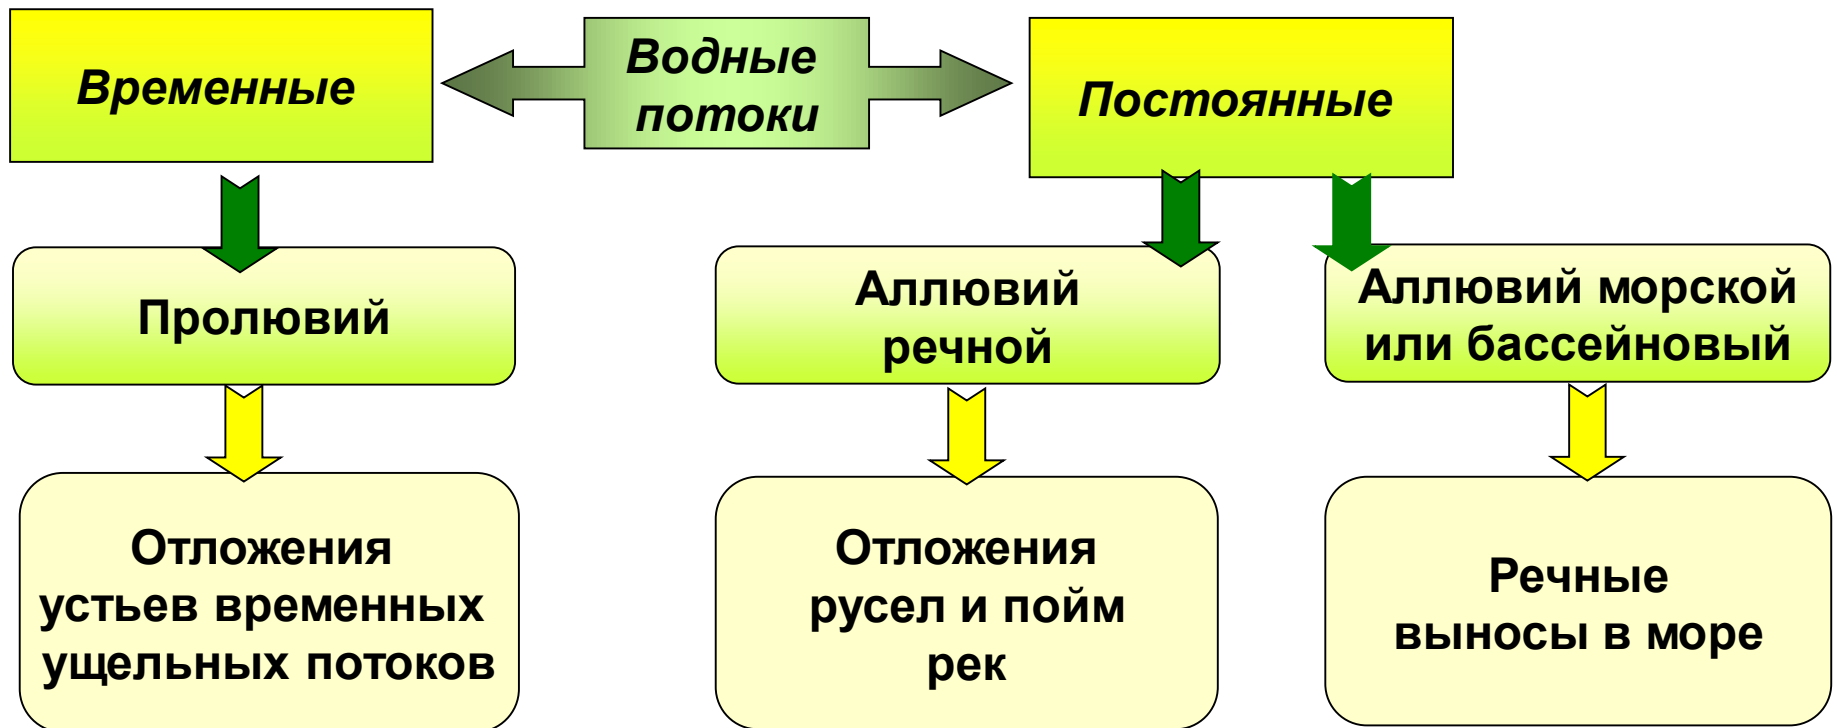 Временные
Водные
потоки
Постоянные
Пролювий
Аллювий
речной
Аллювий морской
или бассейновый
Отложения
устьев временных
ущельных потоков
Отложения
русел и пойм
рек
Речные
выносы в море